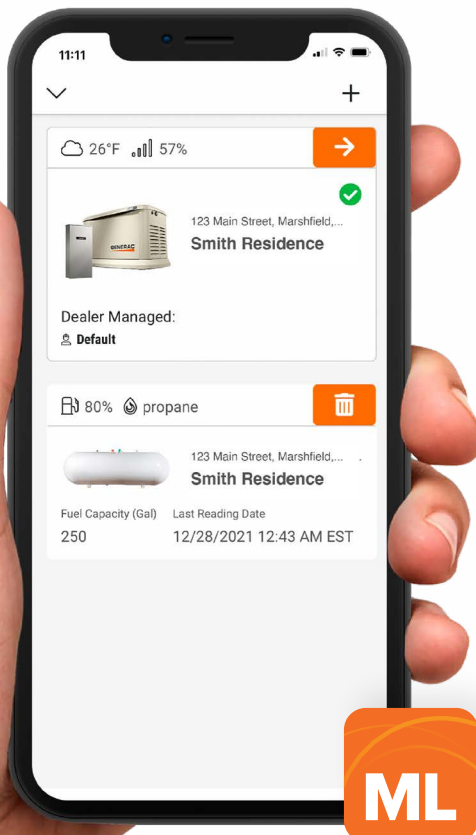 11:11
26°F 57%
123 Main Street, Marshfield,...
Smith Residence
GENERAC
Dealer Managed:
Default
80% propane
123 Main Street, Marshfield,... .
Smith Residence
Fuel Capacity (Gal) Last Reading Date
250 12/28/2021 12:43 AM EST
ML